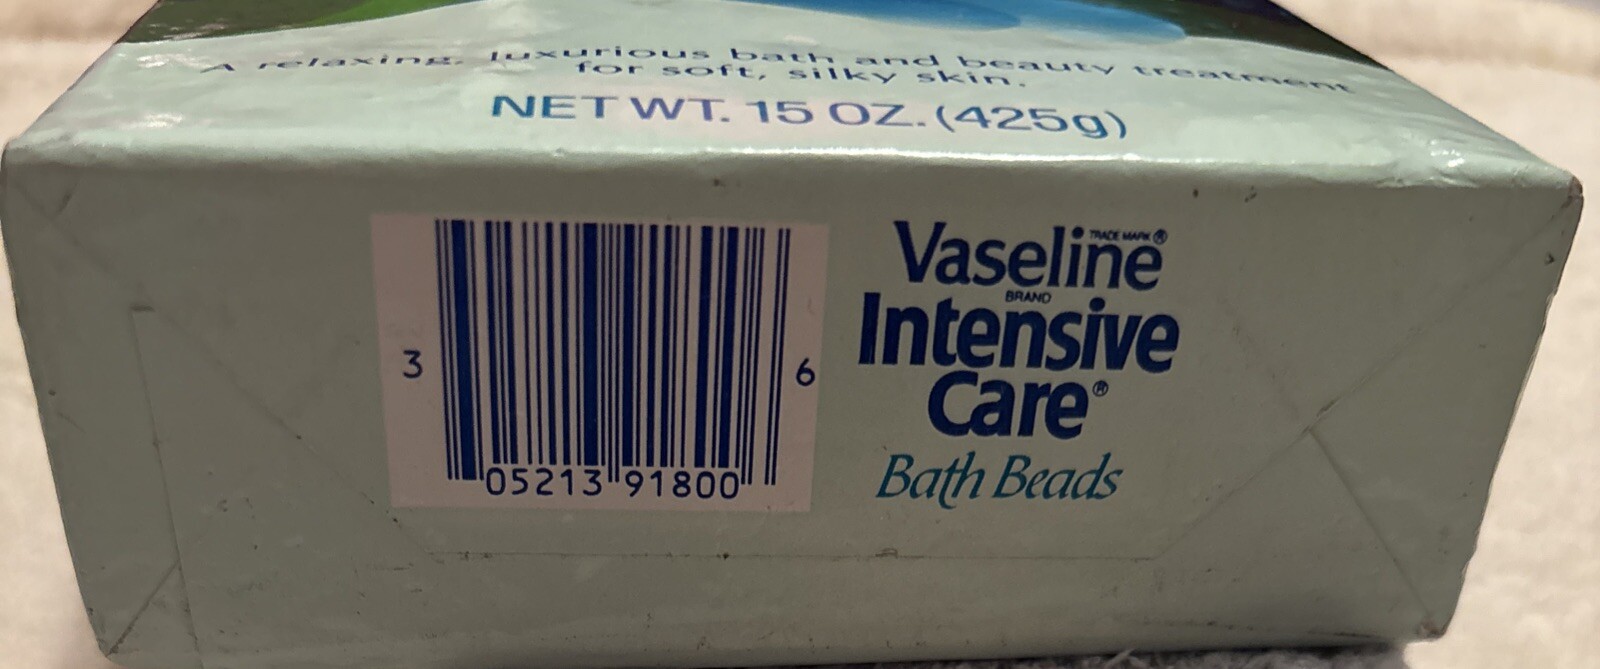 A relaxing, luxurious bath and beauty treatment
for soft, silky skin.
NET WT. 15 OZ. (425g)
Vaseline TRADE MARK ®
BRAND
Intensive
Care®
Bath Beads
3 05213 91800 6